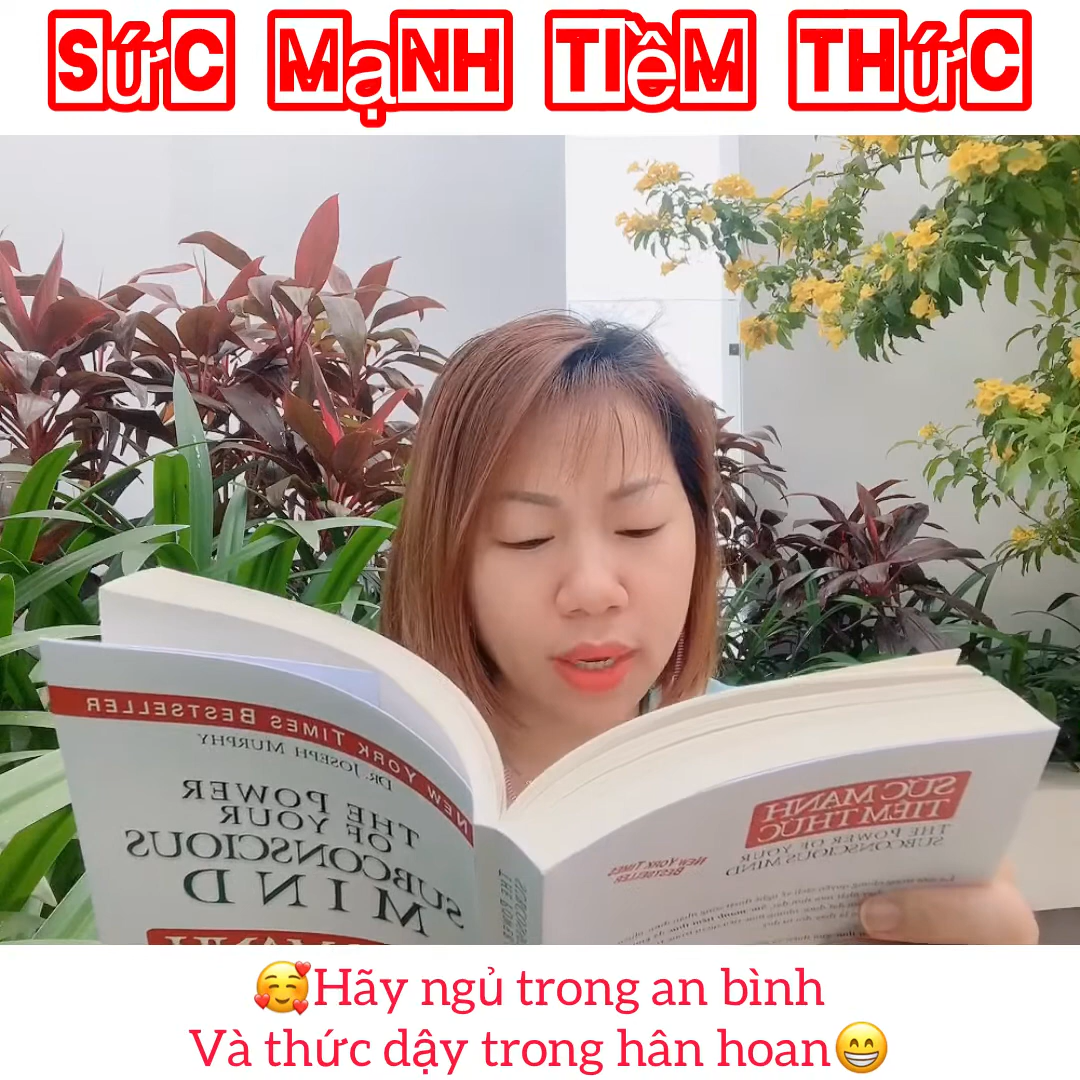 SỨC MẠNH TIỀM THỨC
NEW YORK TIMES BESTSELLER
DR. JOSEPH MURPHY
THE POWER
OF YOUR
SUBCONSCIOUS
MIND
SỨC MẠNH
TIỀM THỨC
THE POWER OF YOUR
SUBCONSCIOUS MIND
NEW YORK TIMES
BESTSELLER
🥰Hãy ngủ trong an bình
Và thức dậy trong hân hoan😁